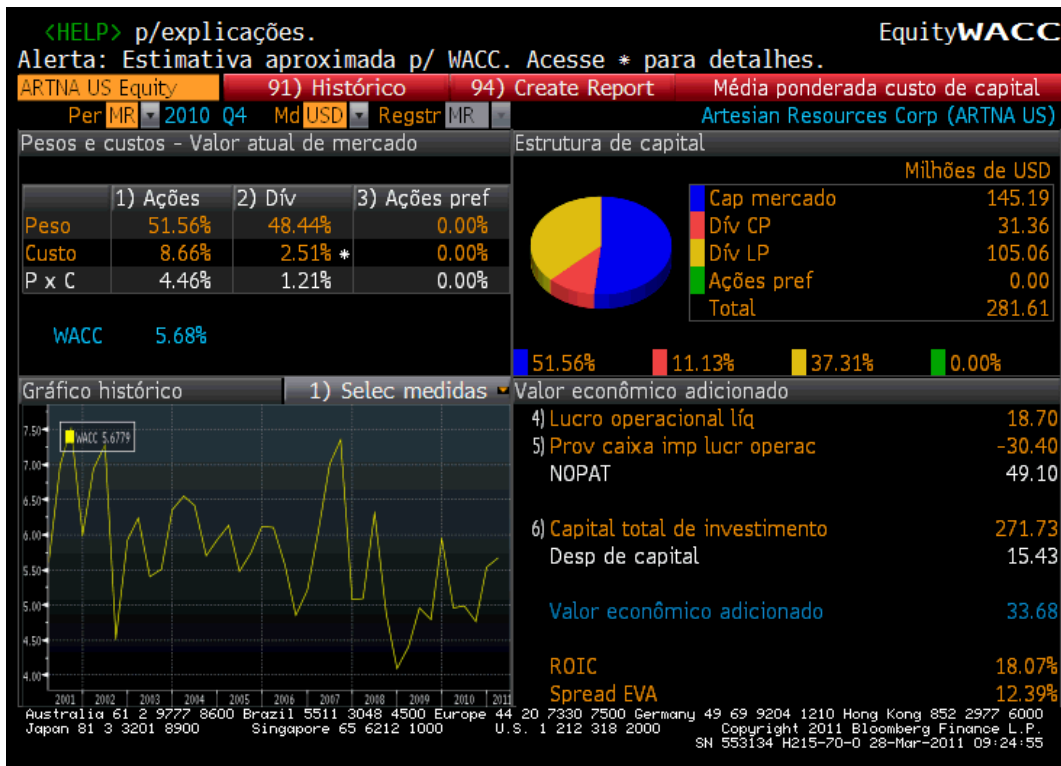 <HELP> p/explicações. EquityWACC
Alerta: Estimativa aproximada p/ WACC. Acesse * para detalhes.
ARTNA US Equity 91) Histórico 94) Create Report Média ponderada custo de capital
Per MR 2010 Q4 Md USD Regstr MR Artesian Resources Corp (ARTNA US)
Pesos e custos - Valor atual de mercado
1) Ações 2) Dív 3) Ações pref
Peso 51.56% 48.44% 0.00%
Custo 8.66% 2.51% * 0.00%
P x C 4.46% 1.21% 0.00%
WACC 5.68%
Estrutura de capital
Milhões de USD
Cap mercado 145.19
Dív CP 31.36
Dív LP 105.06
Ações pref 0.00
Total 281.61
51.56% 11.13% 37.31% 0.00%
Gráfico histórico 1) Selec medidas
WACC 5.6779
7.50
7.00
6.50
6.00
5.50
5.00
4.50
4.00
2001 2002 2003 2004 2005 2006 2007 2008 2009 2010 2011
Valor econômico adicionado
4) Lucro operacional líq 18.70
5) Prov caixa imp lucr operac -30.40
NOPAT 49.10
6) Capital total de investimento 271.73
Desp de capital 15.43
Valor econômico adicionado 33.68
ROIC 18.07%
Spread EVA 12.39%
Australia 61 2 9777 8600 Brazil 5511 3048 4500 Europe 44 20 7330 7500 Germany 49 69 9204 1210 Hong Kong 852 2977 6000
Japan 81 3 3201 8900 Singapore 65 6212 1000 U.S. 1 212 318 2000 Copyright 2011 Bloomberg Finance L.P.
SN 553134 H215-70-0 28-Mar-2011 09:24:55